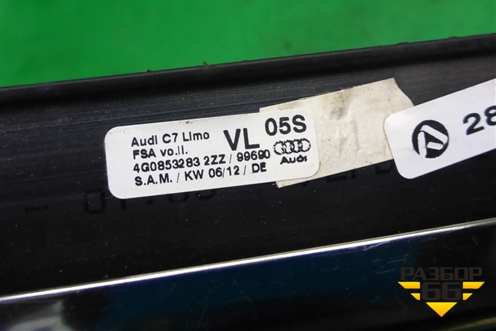 Audi C7 Limo VL 05S
FSA vo.li.
4G0853283 2ZZ / 99690
Audi
S.A.M. / KW 06/12 / DE
28
РАЗБОР
66